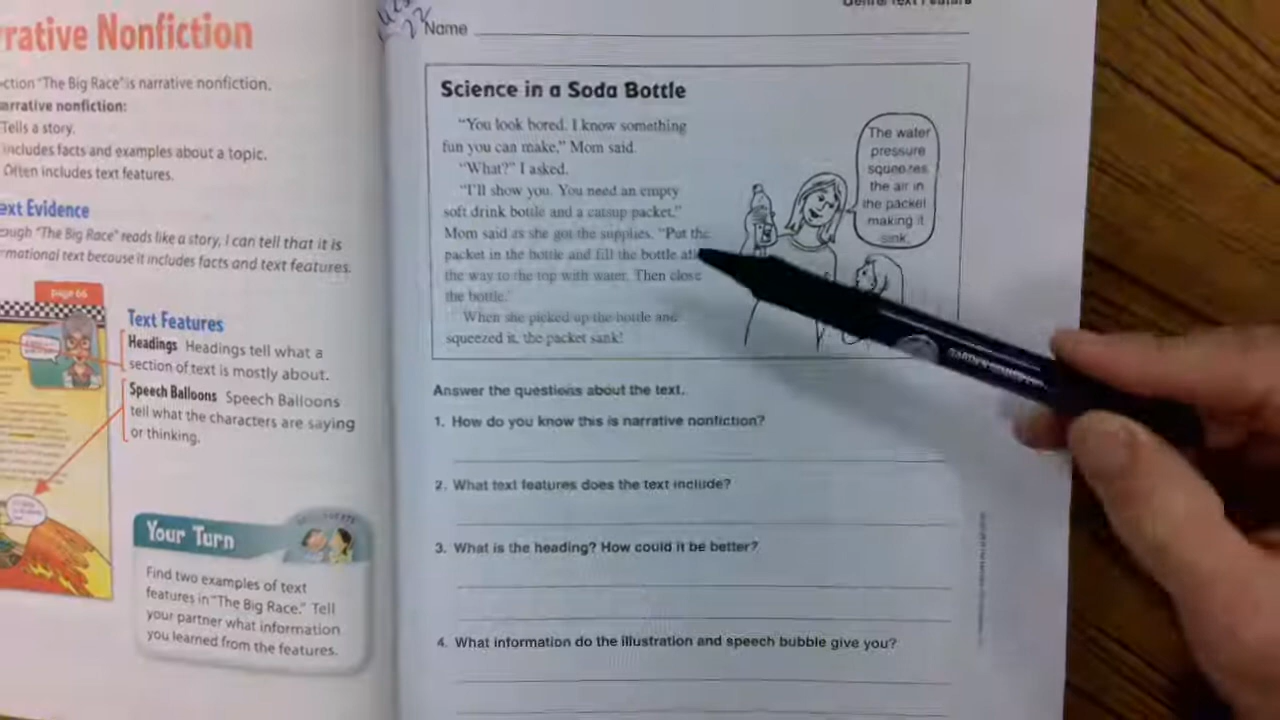 rative Nonfiction
ction "The Big Race" is narrative nonfiction.
arrative nonfiction:
Tells a story.
includes facts and examples about a topic.
Often includes text features.
ext Evidence
ough "The Big Race" reads like a story, I can tell that it is
rmational text because it includes facts and text features.
page 66
Text Features
Headings Headings tell what a
section of text is mostly about.
Speech Balloons Speech Balloons
tell what the characters are saying
or thinking.
Your Turn
Find two examples of text
features in "The Big Race." Tell
your partner what information
you learned from the features.
Name
Science in a Soda Bottle
"You look bored. I know something
fun you can make," Mom said.
"What?" I asked.
"I'll show you. You need an empty
soft drink bottle and a catsup packet."
Mom said as she got the supplies. "Put the
packet in the bottle and fill the bottle all
the way to the top with water. Then close
the bottle."
When she picked up the bottle and
squeezed it, the packet sank!
The water
pressure
squeezes
the air in
the packet
making it
sink.
Answer the questions about the text.
1. How do you know this is narrative nonfiction?
2. What text features does the text include?
3. What is the heading? How could it be better?
4. What information do the illustration and speech bubble give you?